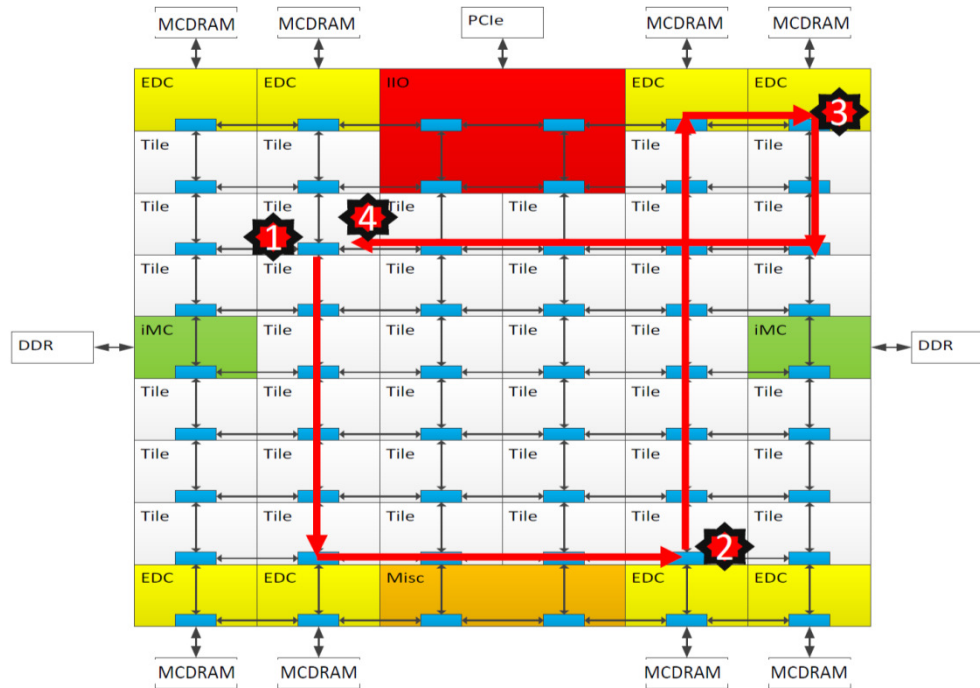 MCDRAM MCDRAM PCIe MCDRAM MCDRAM
EDC EDC IIO EDC EDC
3
Tile Tile Tile Tile
Tile Tile Tile Tile Tile Tile
4
1
Tile Tile Tile Tile Tile Tile
iMC Tile Tile Tile Tile iMC
DDR DDR
Tile Tile Tile Tile Tile Tile
Tile Tile Tile Tile Tile Tile
Tile Tile Tile Tile Tile Tile
2
EDC EDC Misc EDC EDC
MCDRAM MCDRAM MCDRAM MCDRAM